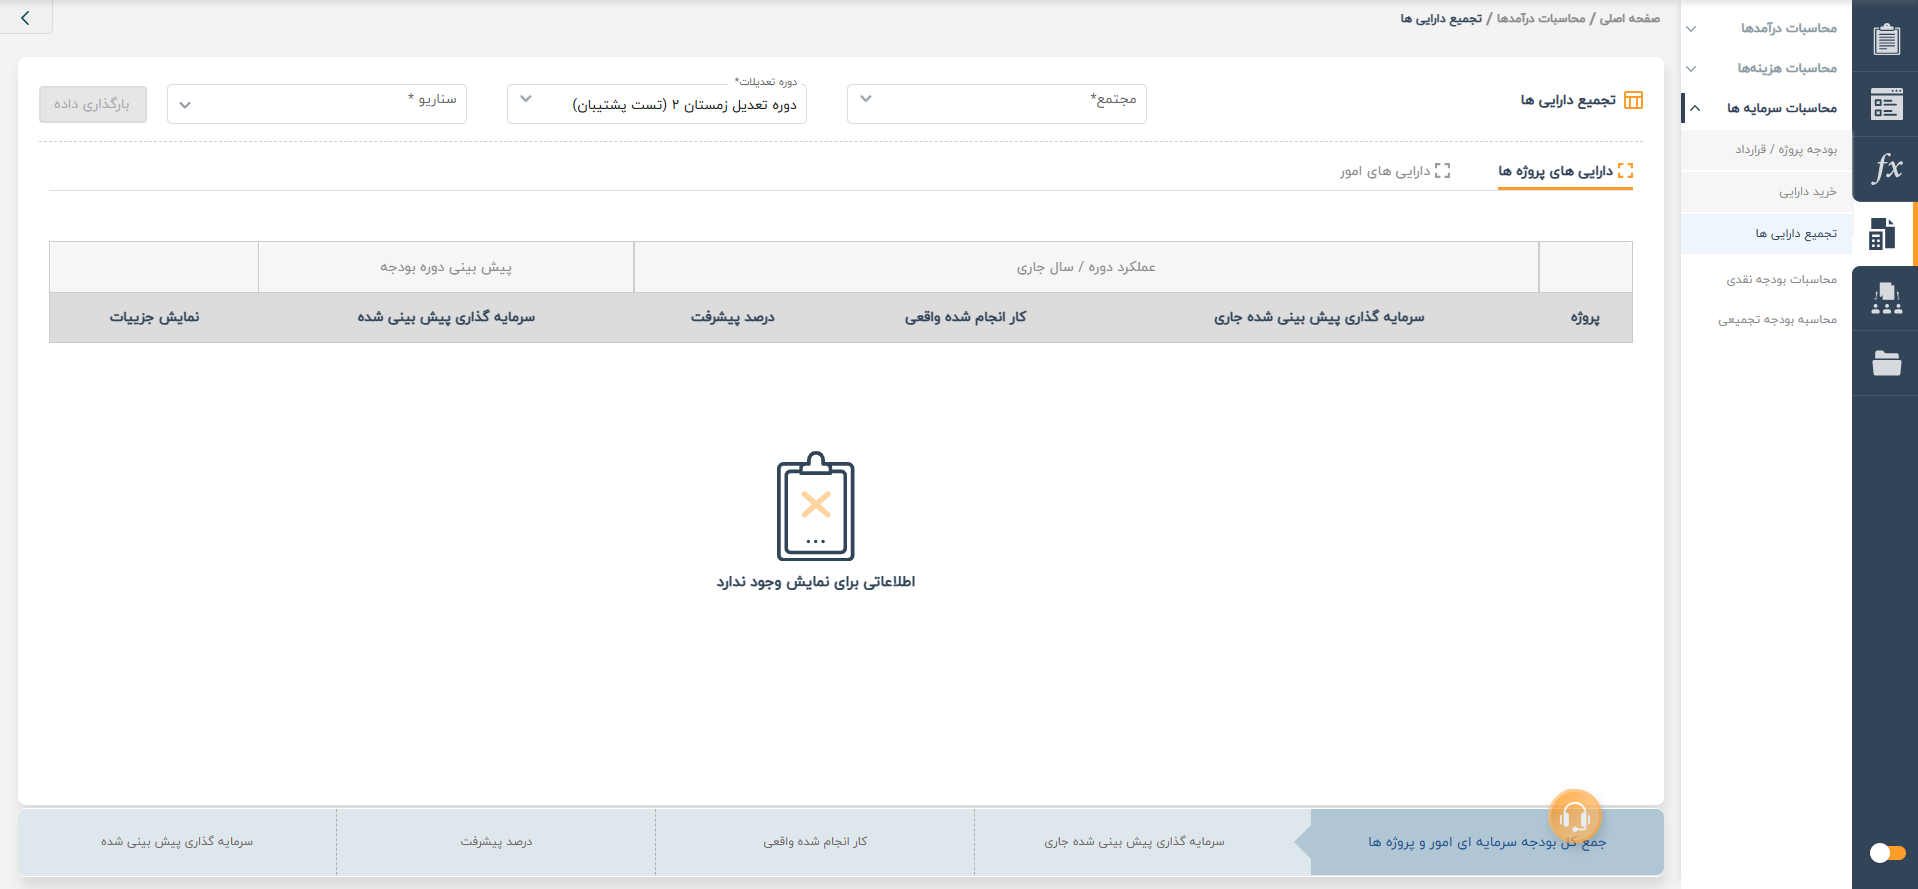 صفحه اصلی / محاسبات درآمدها / تجمیع دارایی ها
محاسبات درآمدها
محاسبات هزینه‌ها
محاسبات سرمایه ها
بودجه پروژه / قرارداد
خرید دارایی
تجمیع دارایی ها
محاسبات بودجه نقدی
محاسبه بودجه تجمیعی
fx
تجمیع دارایی ها
مجتمع*
دوره تعدیلات*
دوره تعدیل زمستان ۲ (تست پشتیبان)
سناریو *
بارگذاری داده
دارایی های پروژه ها
دارایی های امور
عملکرد دوره / سال جاری
پیش بینی دوره بودجه
پروژه
سرمایه گذاری پیش بینی شده جاری
کار انجام شده واقعی
درصد پیشرفت
سرمایه گذاری پیش بینی شده
نمایش جزییات
اطلاعاتی برای نمایش وجود ندارد
جمع کل بودجه سرمایه ای امور و پروژه ها
سرمایه گذاری پیش بینی شده جاری
کار انجام شده واقعی
درصد پیشرفت
سرمایه گذاری پیش بینی شده